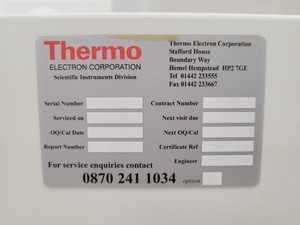 Thermo
ELECTRON CORPORATION
Scientific Instruments Division
Thermo Electron Corporation
Stafford House
Boundary Way
Hemel Hempstead HP2 7GE
Tel 01442 233555
Fax 01442 233667
Serial Number
Contract Number
Serviced on
Next visit due
OQ/Cal Date
Next OQ/Cal
Report Number
Certificate Ref
Engineer
For service enquiries contact
0870 241 1034 option